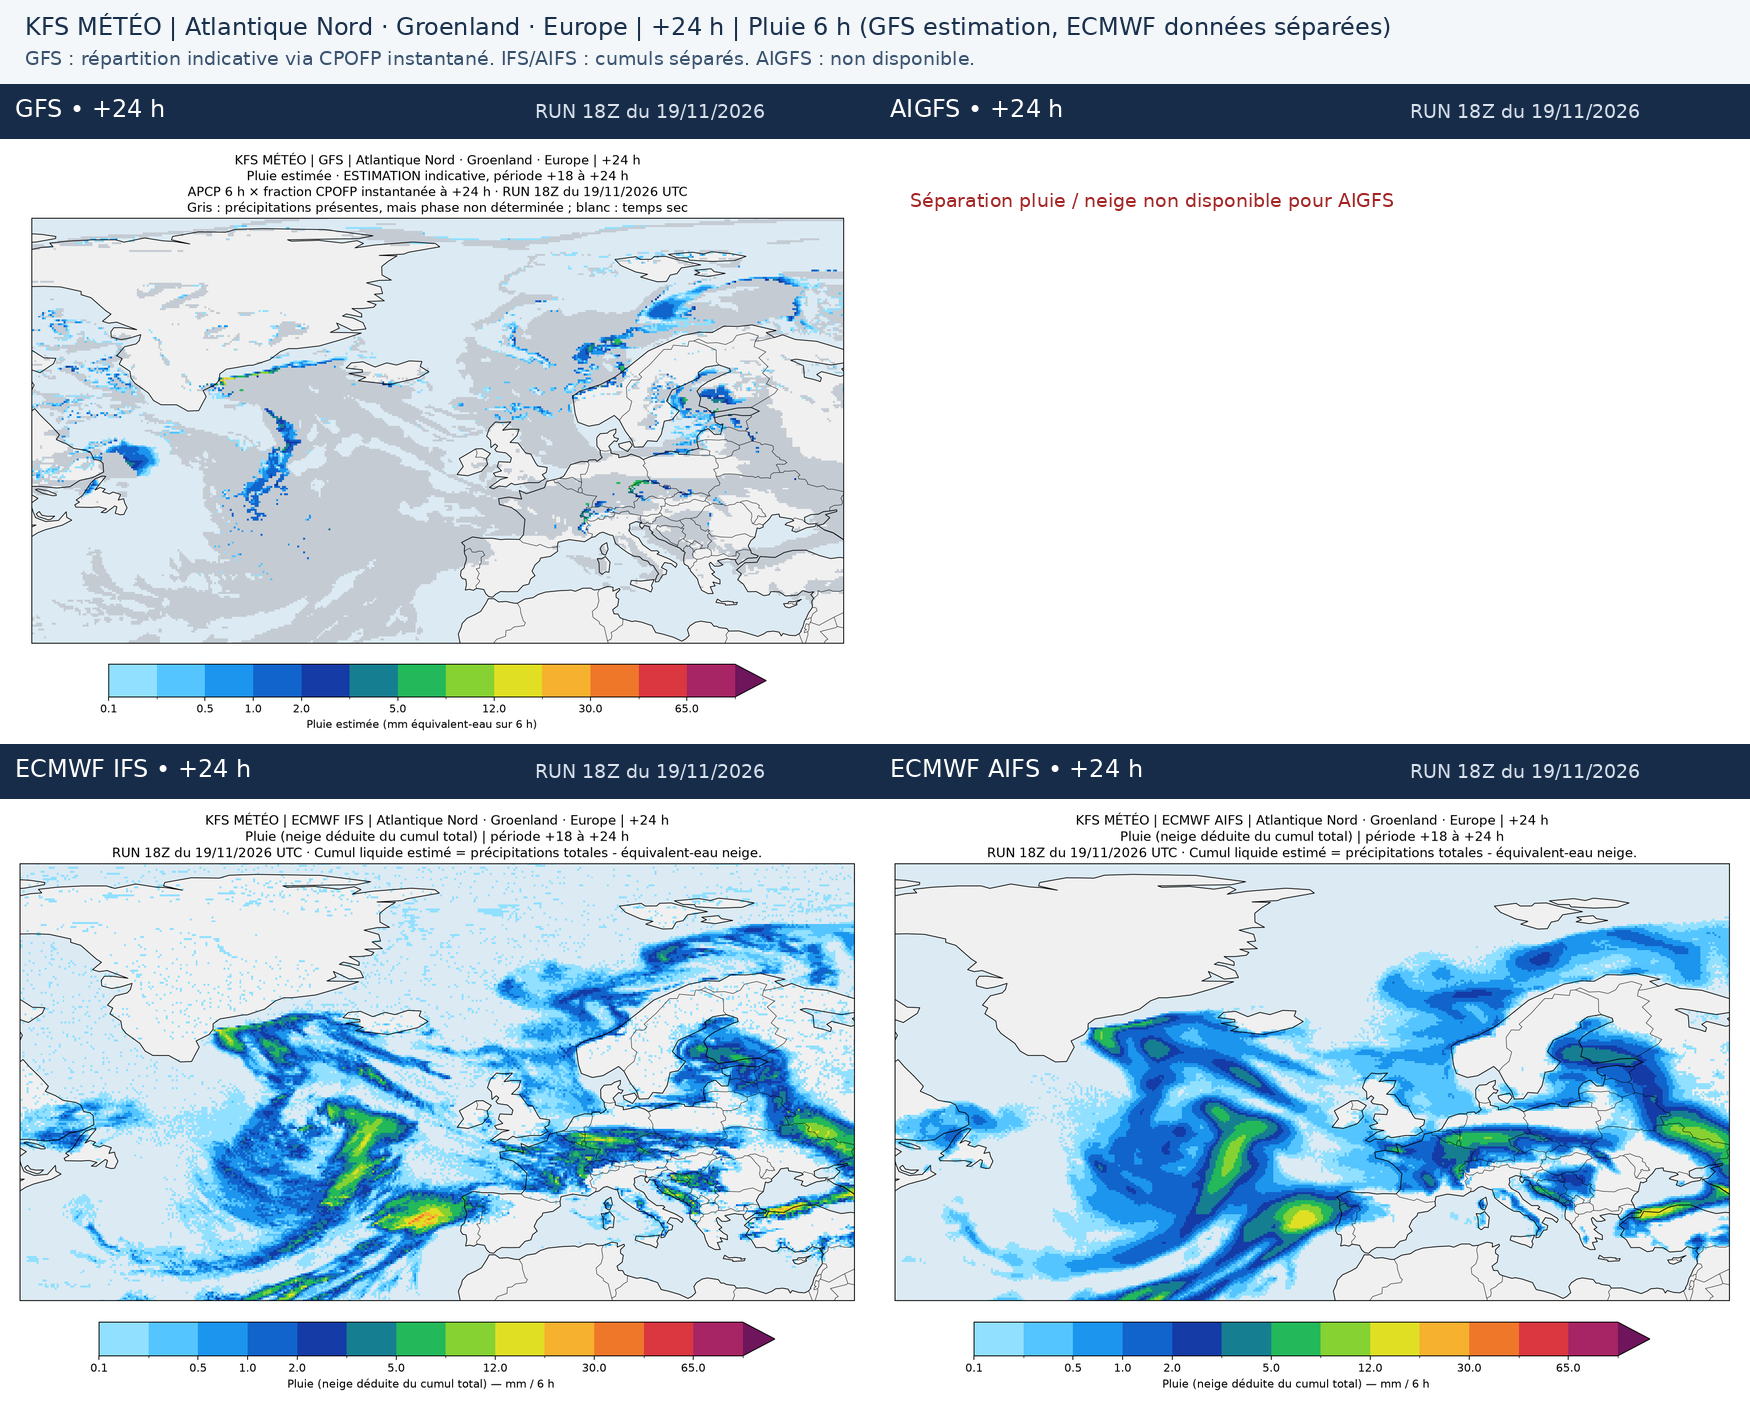 KFS MÉTÉO | Atlantique Nord · Groenland · Europe | +24 h | Pluie 6 h (GFS estimation, ECMWF données séparées)
GFS : répartition indicative via CPOFP instantané. IFS/AIFS : cumuls séparés. AIGFS : non disponible.
GFS • +24 h
RUN 18Z du 19/11/2026
AIGFS • +24 h
RUN 18Z du 19/11/2026
KFS MÉTÉO | GFS | Atlantique Nord · Groenland · Europe | +24 h
Pluie estimée · ESTIMATION indicative, période +18 à +24 h
APCP 6 h × fraction CPOFP instantanée à +24 h · RUN 18Z du 19/11/2026 UTC
Gris : précipitations présentes, mais phase non déterminée ; blanc : temps sec
Séparation pluie / neige non disponible pour AIGFS
0.1 0.5 1.0 2.0 5.0 12.0 30.0 65.0
Pluie estimée (mm équivalent-eau sur 6 h)
ECMWF IFS • +24 h
RUN 18Z du 19/11/2026
ECMWF AIFS • +24 h
RUN 18Z du 19/11/2026
KFS MÉTÉO | ECMWF IFS | Atlantique Nord · Groenland · Europe | +24 h
Pluie (neige déduite du cumul total) | période +18 à +24 h
RUN 18Z du 19/11/2026 UTC · Cumul liquide estimé = précipitations totales - équivalent-eau neige.
KFS MÉTÉO | ECMWF AIFS | Atlantique Nord · Groenland · Europe | +24 h
Pluie (neige déduite du cumul total) | période +18 à +24 h
RUN 18Z du 19/11/2026 UTC · Cumul liquide estimé = précipitations totales - équivalent-eau neige.
0.1 0.5 1.0 2.0 5.0 12.0 30.0 65.0
Pluie (neige déduite du cumul total) — mm / 6 h
0.1 0.5 1.0 2.0 5.0 12.0 30.0 65.0
Pluie (neige déduite du cumul total) — mm / 6 h